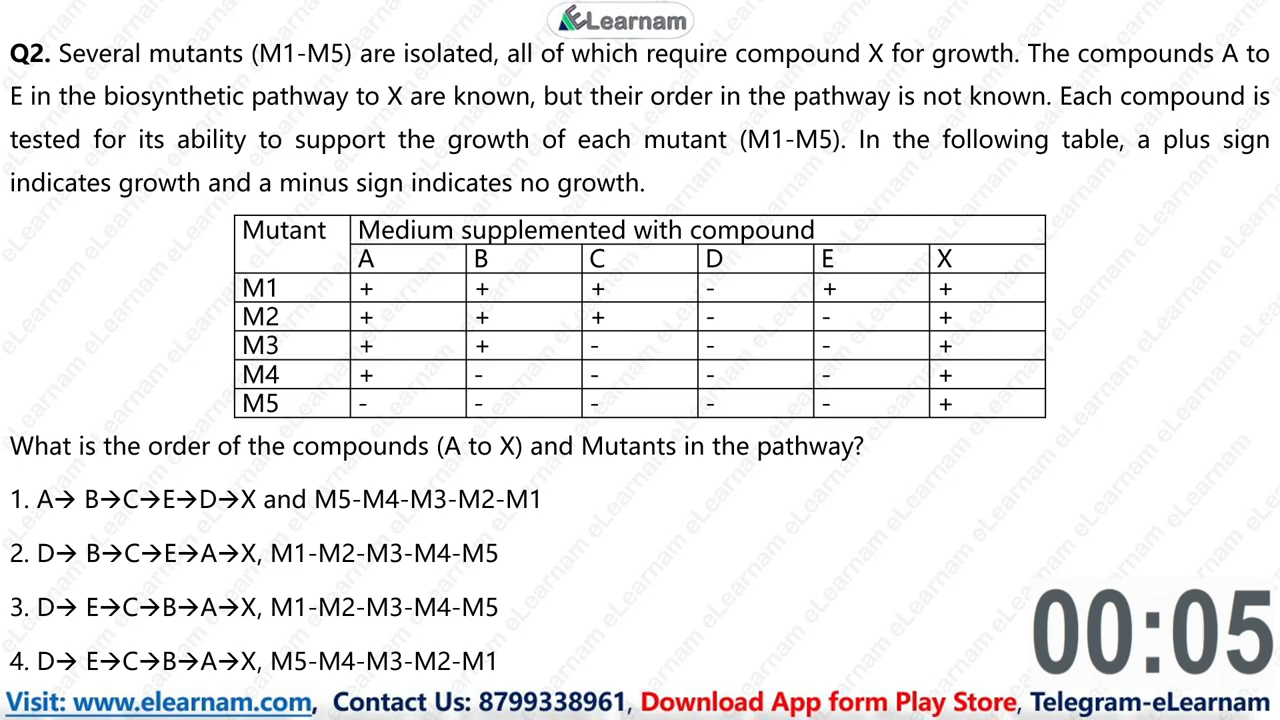 eLearnam
Q2. Several mutants (M1-M5) are isolated, all of which require compound X for growth. The compounds A to
E in the biosynthetic pathway to X are known, but their order in the pathway is not known. Each compound is
tested for its ability to support the growth of each mutant (M1-M5). In the following table, a plus sign
indicates growth and a minus sign indicates no growth.
Mutant Medium supplemented with compound
A B C D E X
M1 + + + - + +
M2 + + + - - +
M3 + + - - - +
M4 + - - - - +
M5 - - - - - +
What is the order of the compounds (A to X) and Mutants in the pathway?
1. A→ B→C→E→D→X and M5-M4-M3-M2-M1
2. D→ B→C→E→A→X, M1-M2-M3-M4-M5
3. D→ E→C→B→A→X, M1-M2-M3-M4-M5
4. D→ E→C→B→A→X, M5-M4-M3-M2-M1
00:05
Visit: www.elearnam.com, Contact Us: 8799338961, Download App form Play Store, Telegram-eLearnam